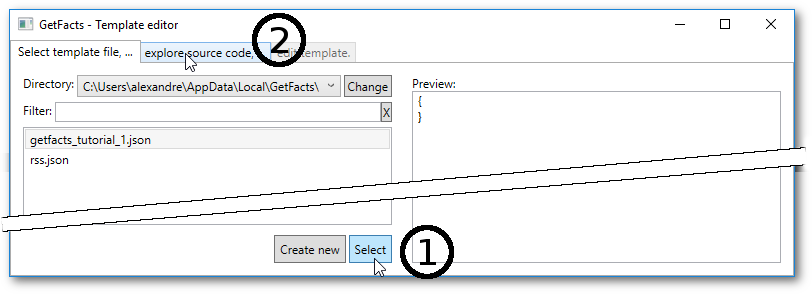 GetFacts - Template editor
Select template file, ...
explore source code,
edit template.
2
Directory:
C:\Users\alexandre\AppData\Local\GetFacts\
Change
Preview:
Filter:
X
{
}
getfacts_tutorial_1.json
rss.json
Create new
Select
1